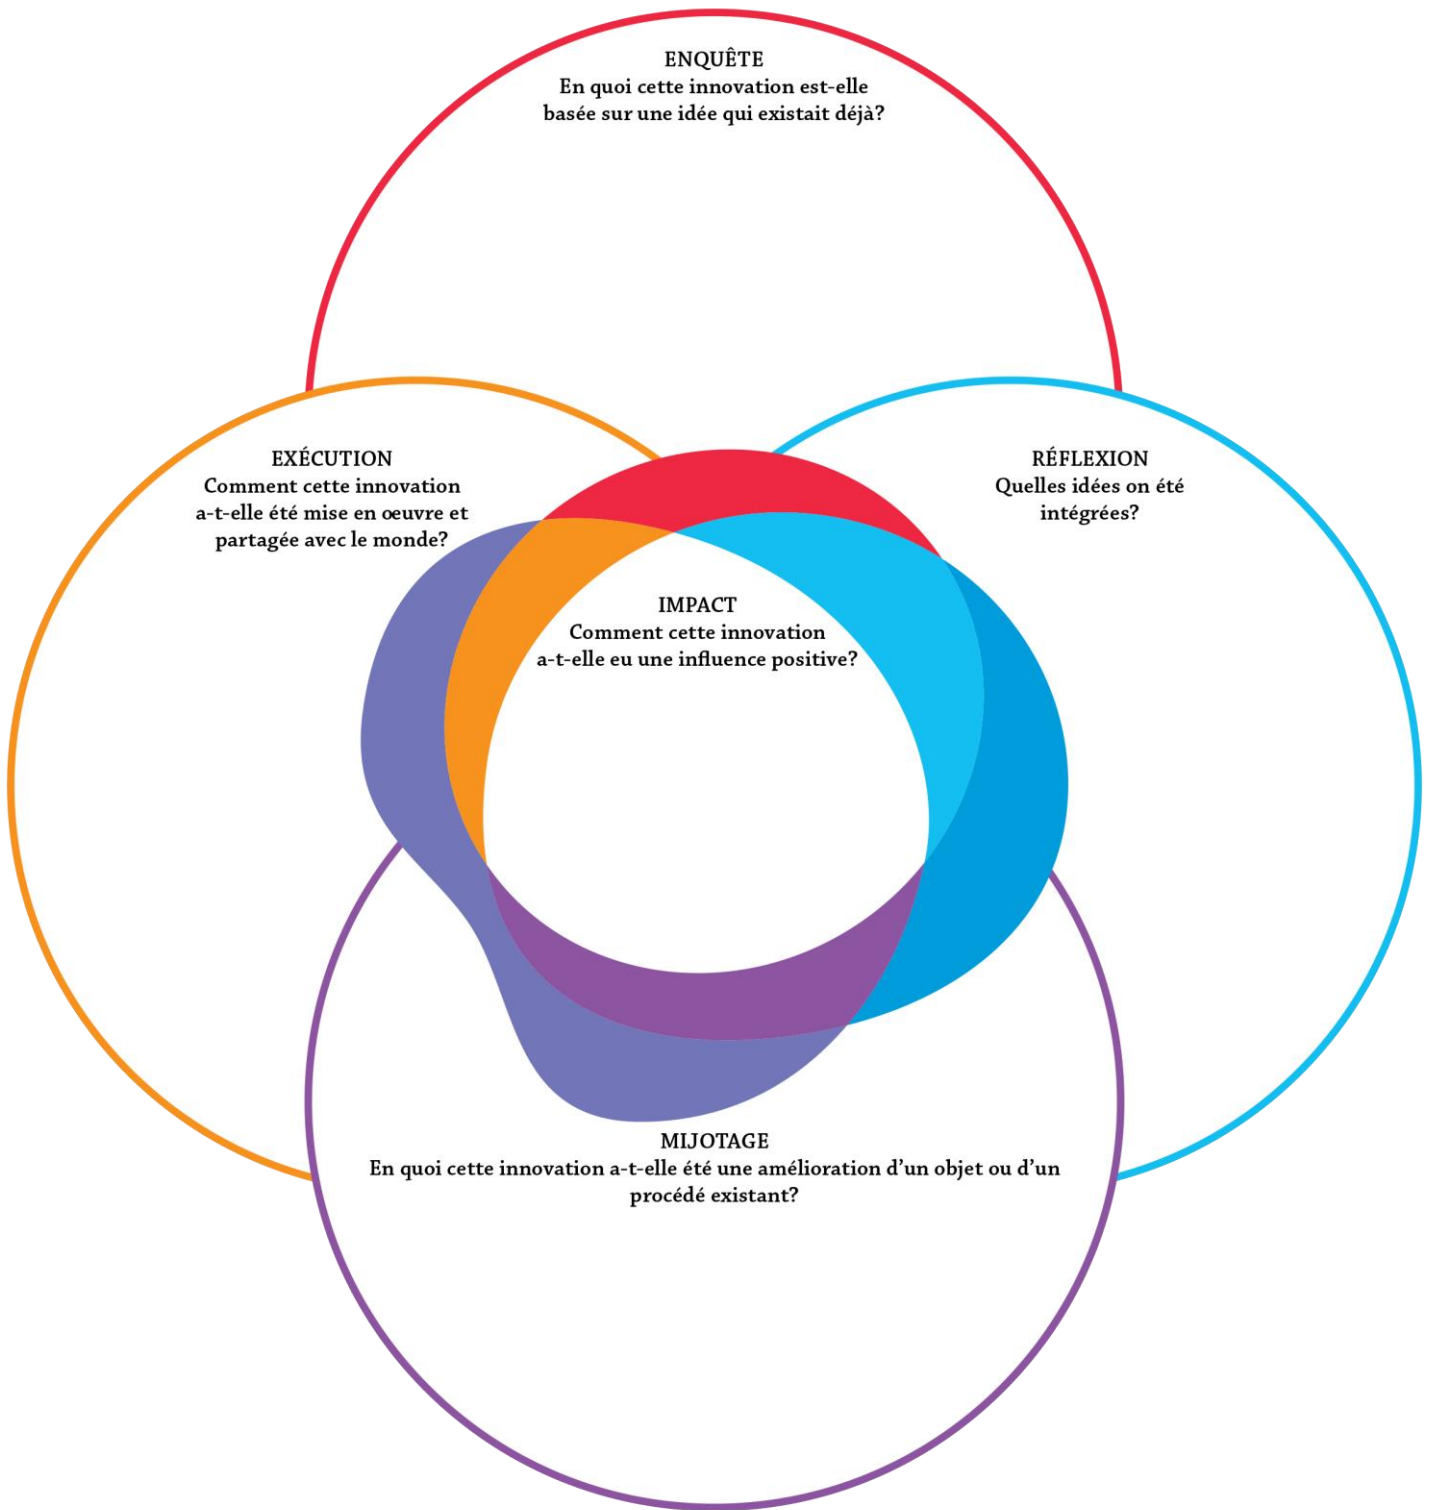 ENQUÊTE
En quoi cette innovation est-elle
basée sur une idée qui existait déjà?
EXÉCUTION
Comment cette innovation
a-t-elle été mise en œuvre et
partagée avec le monde?
RÉFLEXION
Quelles idées on été
intégrées?
IMPACT
Comment cette innovation
a-t-elle eu une influence positive?
MIJOTAGE
En quoi cette innovation a-t-elle été une amélioration d’un objet ou d’un
procédé existant?